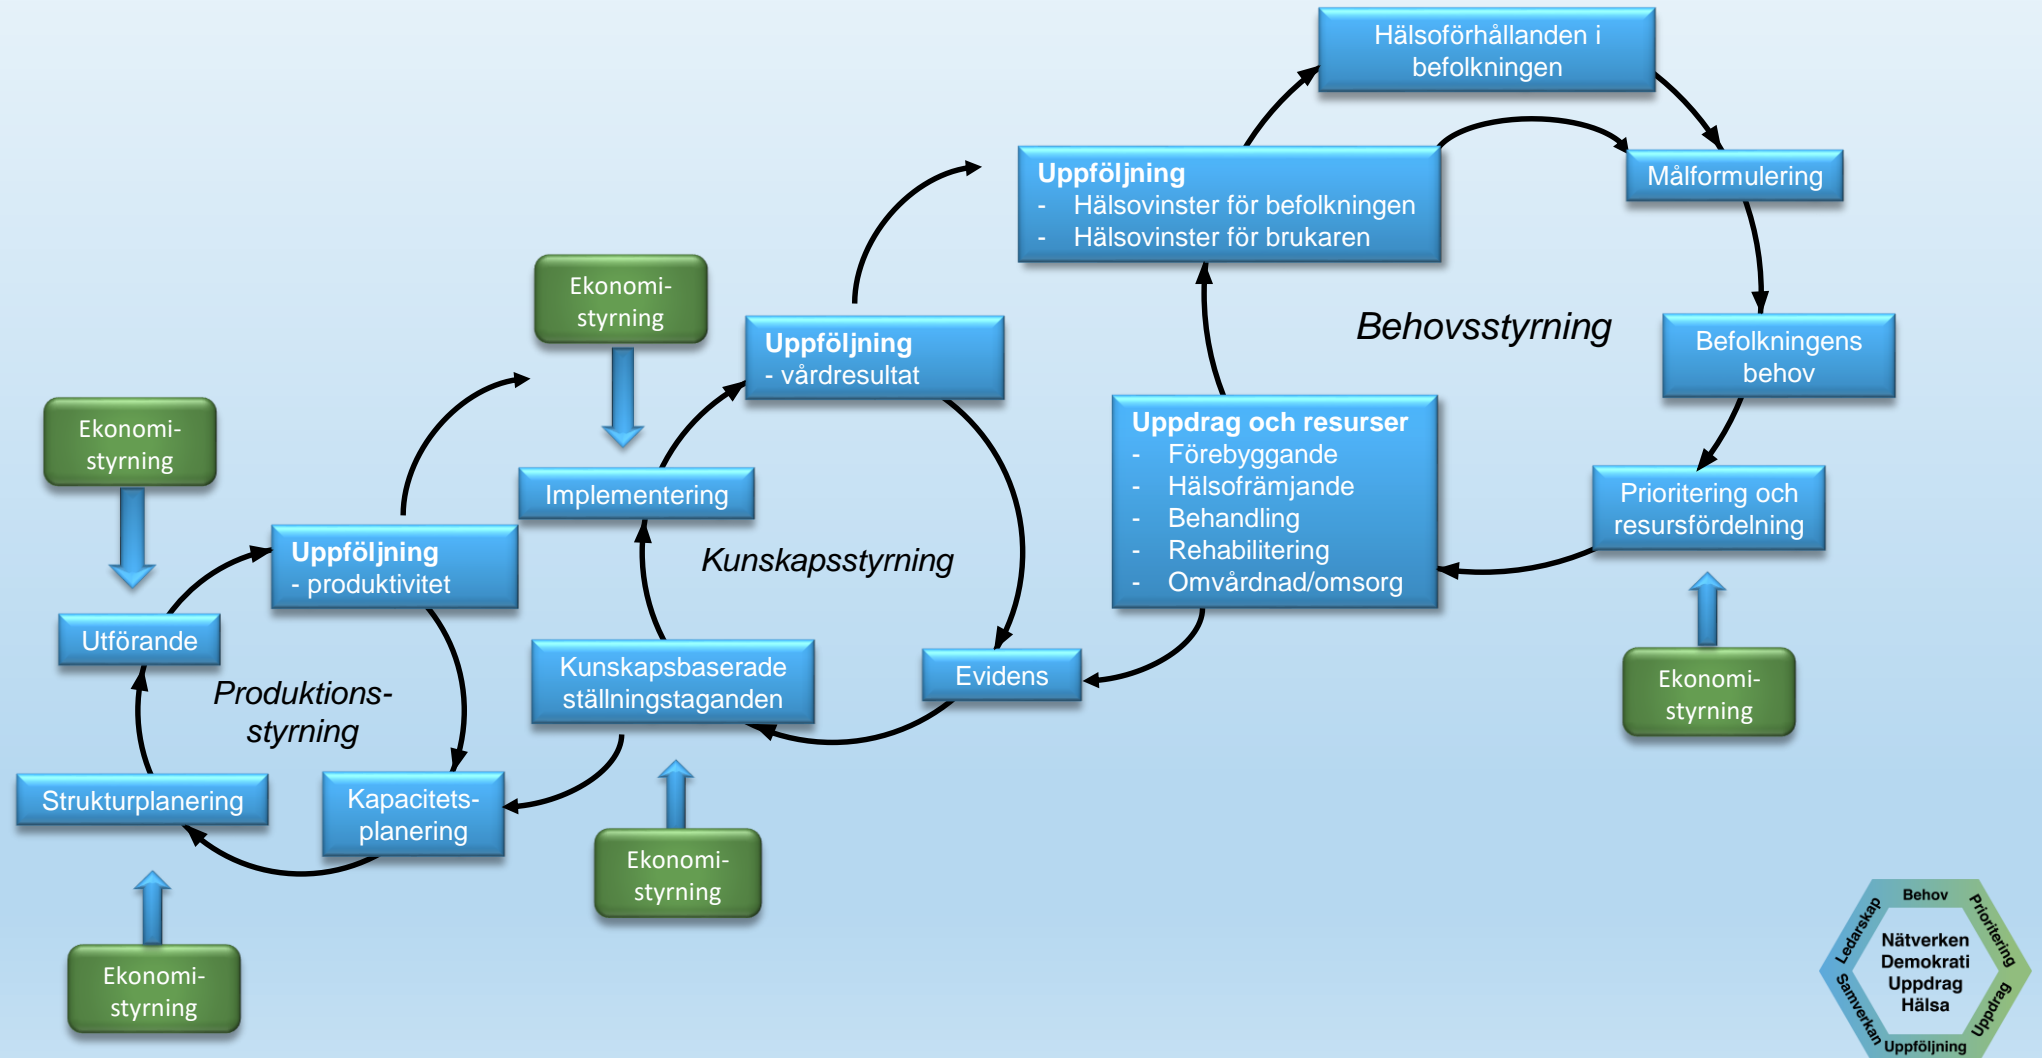 Hälsoförhållanden i
befolkningen
Uppföljning
- Hälsovinster för befolkningen
- Hälsovinster för brukaren
Målformulering
Behovsstyrning
Befolkningens
behov
Prioritering och
resursfördelning
Ekonomi-
styrning
Uppdrag och resurser
- Förebyggande
- Hälsofrämjande
- Behandling
- Rehabilitering
- Omvårdnad/omsorg
Ekonomi-
styrning
Uppföljning
- vårdresultat
Implementering
Kunskapsstyrning
Evidens
Kunskapsbaserade
ställningstaganden
Ekonomi-
styrning
Ekonomi-
styrning
Uppföljning
- produktivitet
Utförande
Produktions-
styrning
Strukturplanering
Kapacitets-
planering
Ekonomi-
styrning
Behov
Prioritering
Uppdrag
Uppföljning
Samverkan
Ledarskap
Nätverken
Demokrati
Uppdrag
Hälsa